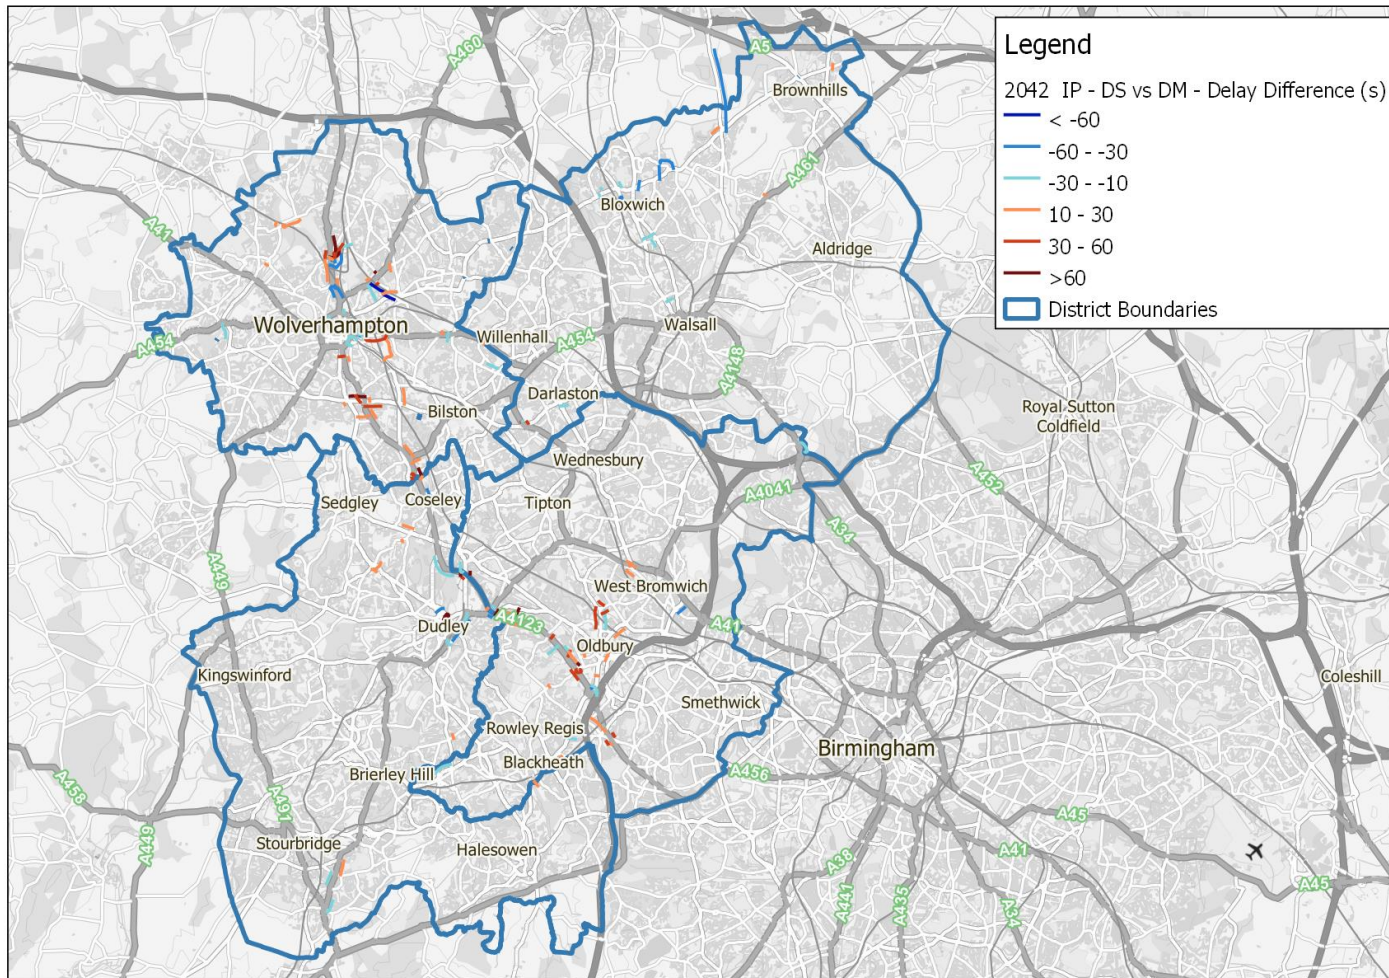 Legend
2042 IP - DS vs DM - Delay Difference (s)
< -60
-60 - -30
-30 - -10
10 - 30
30 - 60
>60
District Boundaries
A460
A5
Brownhills
A461
A41
Bloxwich
Aldridge
Wolverhampton
Willenhall
A454
Walsall
A454
A4148
Darlaston
Bilston
Royal Sutton
Coldfield
Wednesbury
A452
Sedgley
Coseley
Tipton
A4041
A34
A449
West Bromwich
Dudley
A4123
A41
Oldbury
Kingswinford
Coleshill
Smethwick
Rowley Regis
Birmingham
Blackheath
Brierley Hill
A456
A458
A491
A45
A449
Stourbridge
Halesowen
A38
A41
A45
A441
A435
A34